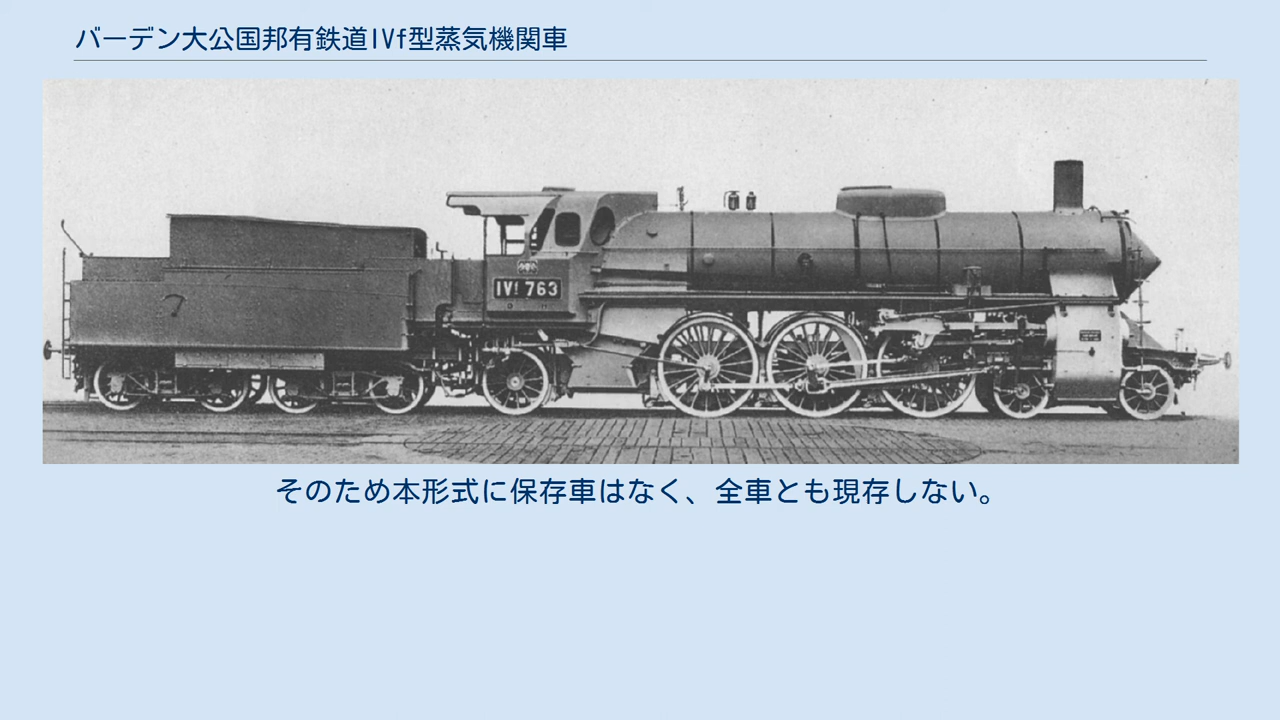 バーデン大公国邦有鉄道IVf型蒸気機関車
IVf 763
7
そのため本形式に保存車はなく、全車とも現存しない。